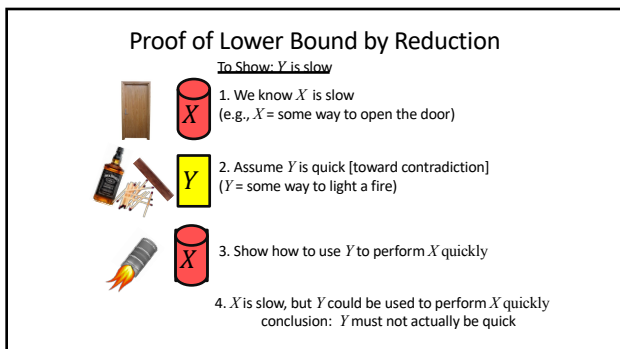 Proof of Lower Bound by Reduction
To Show: Y is slow
X
1. We know X is slow
(e.g., X = some way to open the door)
Y
2. Assume Y is quick [toward contradiction]
(Y = some way to light a fire)
X
3. Show how to use Y to perform X quickly
4. X is slow, but Y could be used to perform X quickly
conclusion: Y must not actually be quick